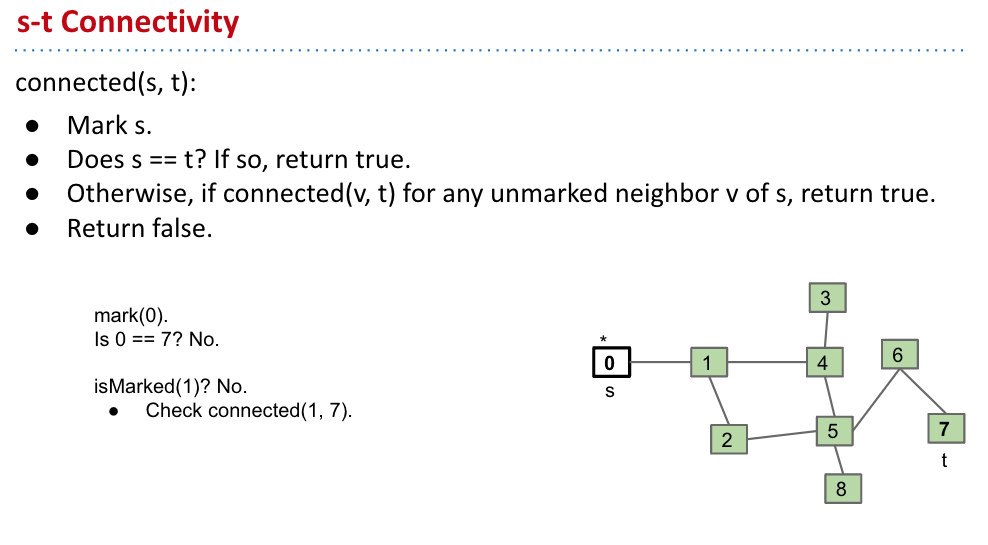 s-t Connectivity
connected(s, t):
● Mark s.
● Does s == t? If so, return true.
● Otherwise, if connected(v, t) for any unmarked neighbor v of s, return true.
● Return false.
mark(0).
Is 0 == 7? No.
isMarked(1)? No.
● Check connected(1, 7).
3
*
0
1
4
6
s
2
5
7
t
8